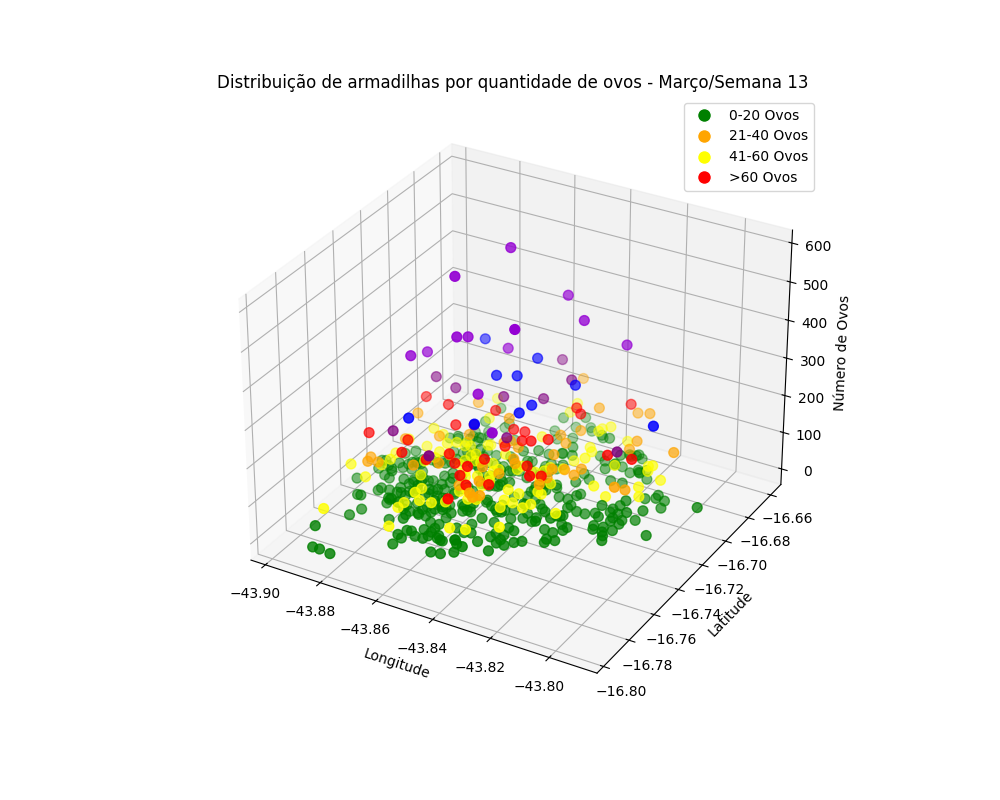 Distribuição de armadilhas por quantidade de ovos - Março/Semana 13
0-20 Ovos
21-40 Ovos
41-60 Ovos
>60 Ovos
600
500
400
300
200
100
0
Número de Ovos
−16.66
−16.68
−16.70
−16.72
−16.74
−16.76
−16.78
−16.80
Latitude
−43.90
−43.88
−43.86
−43.84
−43.82
−43.80
Longitude